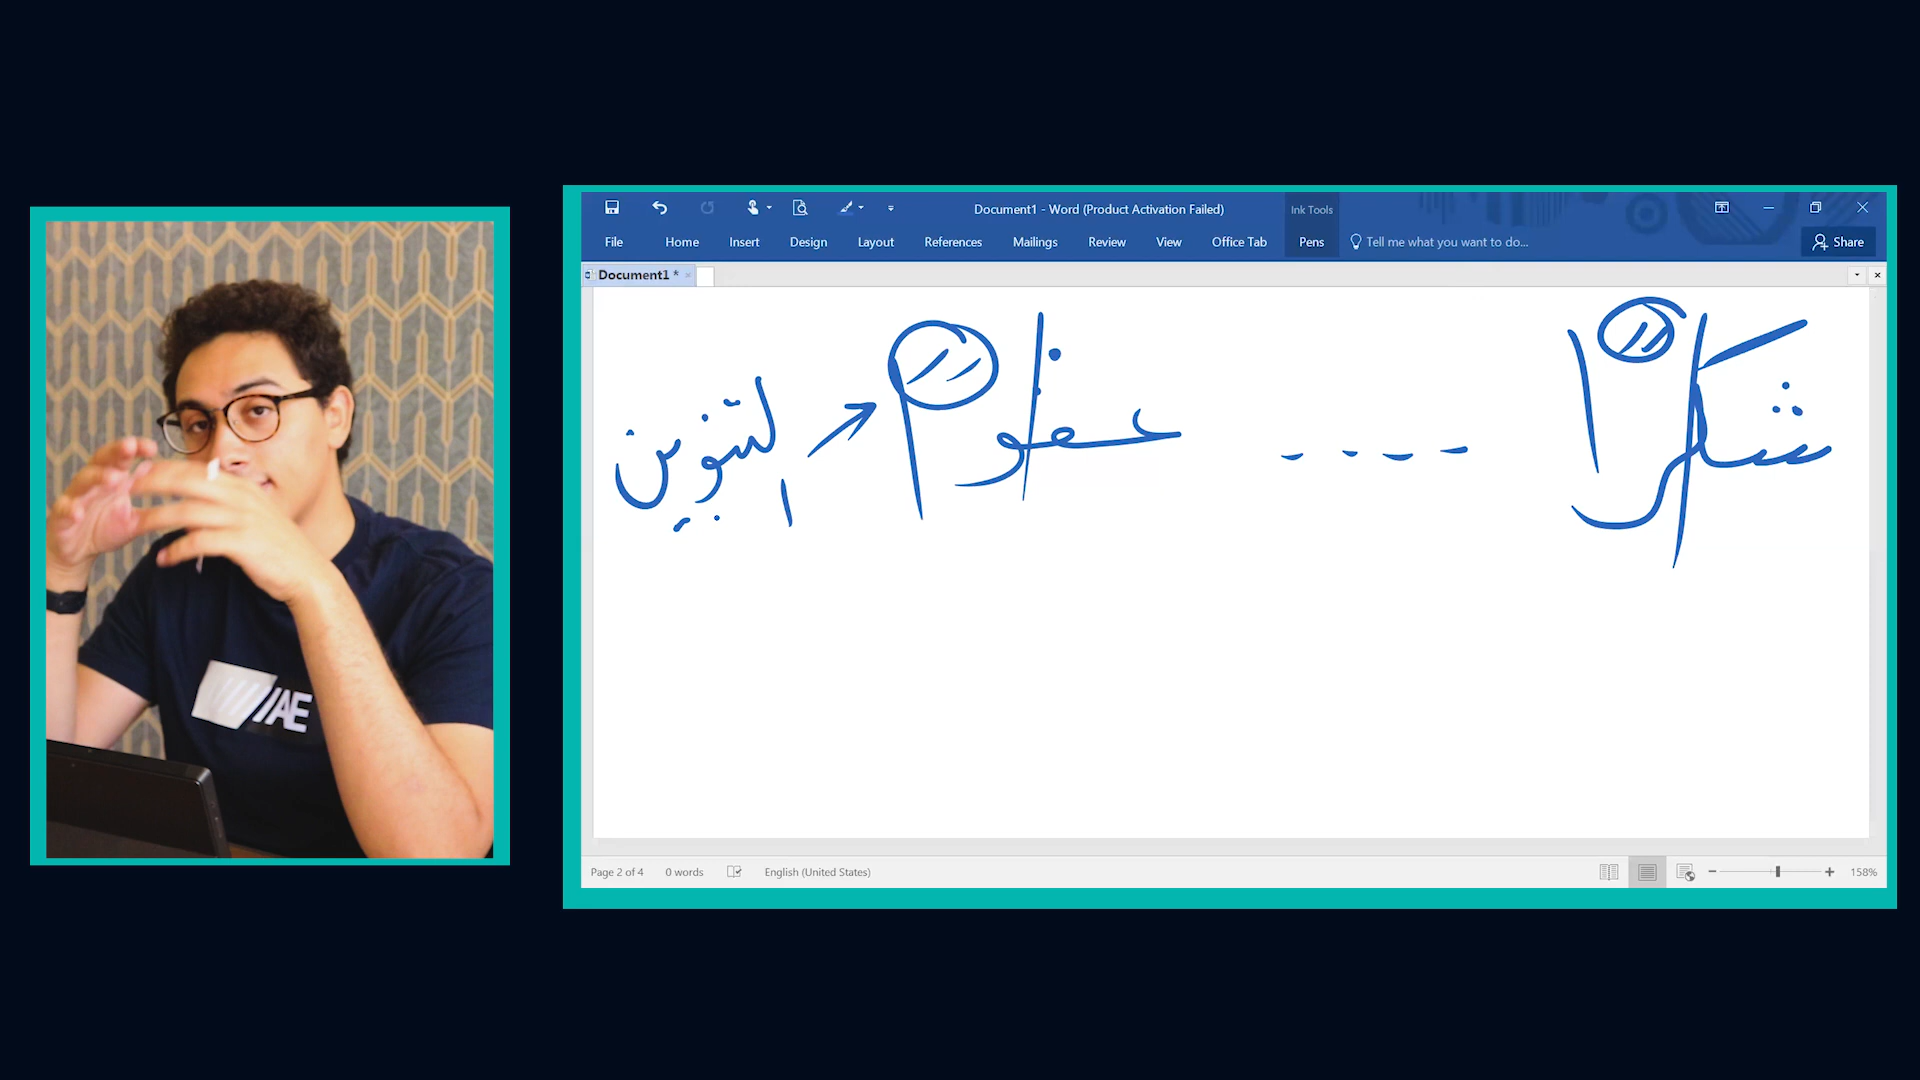 Document1 - Word (Product Activation Failed)
Ink Tools
File Home Insert Design Layout References Mailings Review View Office Tab Pens Tell me what you want to do... Share
Document1 *
شكراً - - - - عفواً ← التنوين
IAE
Page 2 of 4 0 words English (United States) 158%